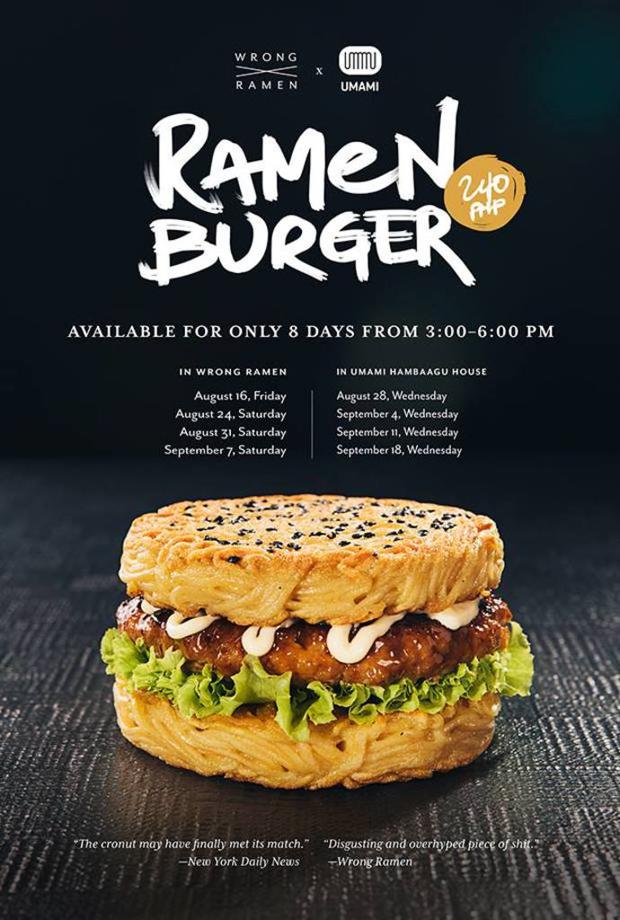 WRONG
RAMEN
x
UMAMI
UMAMI
RAMEN
BURGER
240
PHP
AVAILABLE FOR ONLY 8 DAYS FROM 3:00–6:00 PM
IN WRONG RAMEN
August 16, Friday
August 24, Saturday
August 31, Saturday
September 7, Saturday
IN UMAMI HAMBAAGU HOUSE
August 28, Wednesday
September 4, Wednesday
September 11, Wednesday
September 18, Wednesday
“The cronut may have finally met its match.”
—New York Daily News
“Disgusting and overhyped piece of shit.”
—Wrong Ramen